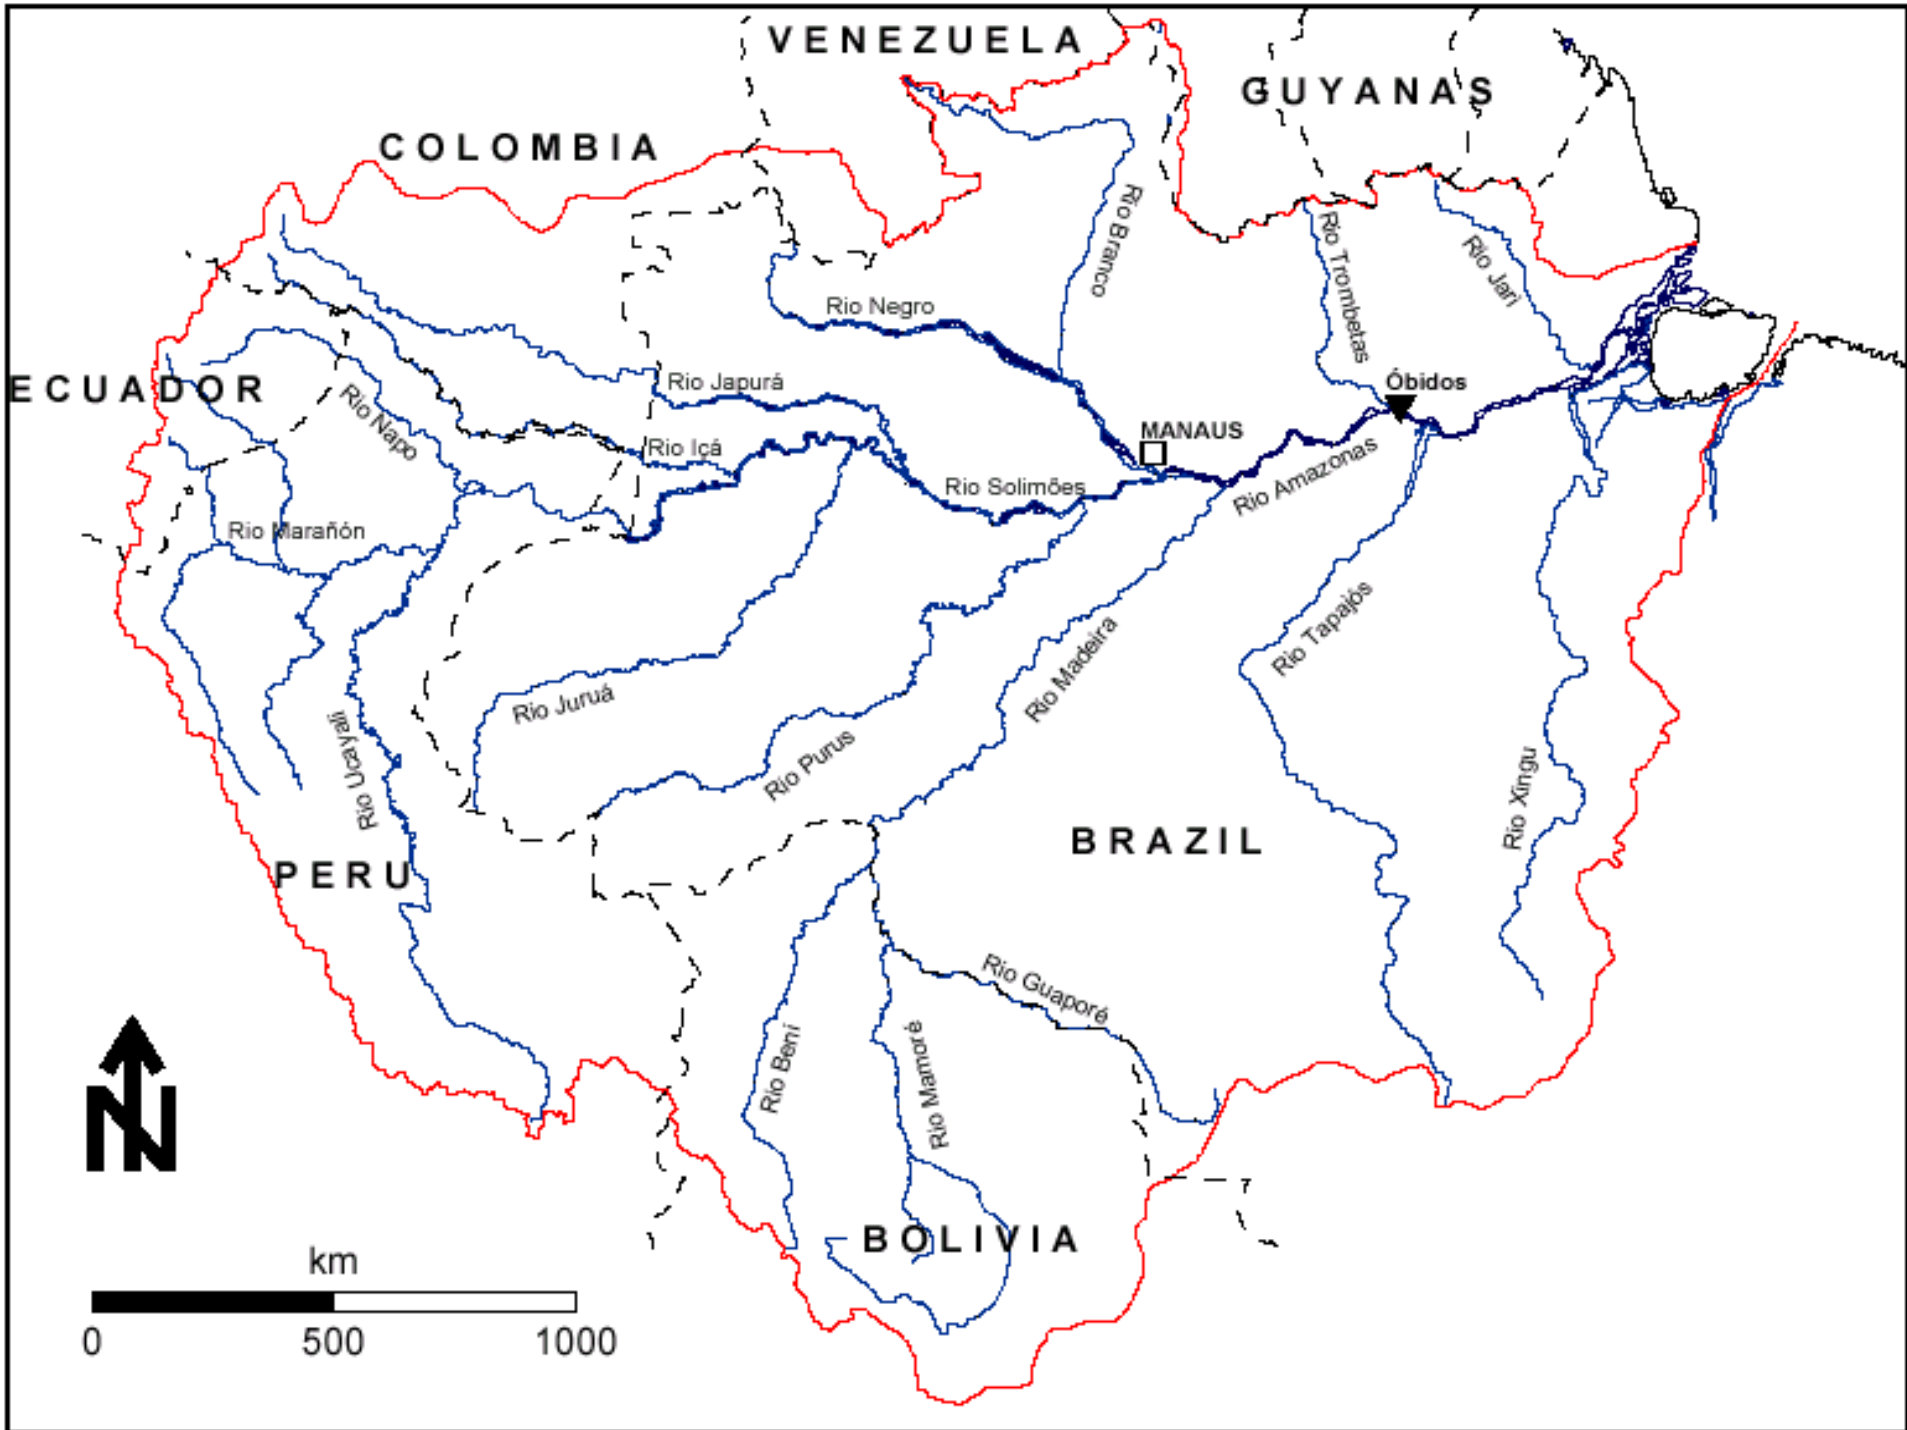 VENEZUELA
GUYANAS
COLOMBIA
Rio Branco
Rio Trombetas
Rio Jari
Rio Negro
ECUADOR
Rio Napo
Rio Japurá
Óbidos
MANAUS
Rio Içá
Rio Solimões
Rio Amazonas
Rio Marañón
Rio Tapajós
Rio Madeira
Rio Juruá
Rio Ucayali
Rio Purus
Rio Xingu
BRAZIL
PERU
Rio Guaporé
Rio Beni
Rio Mamoré
N
BOLIVIA
km
0 500 1000